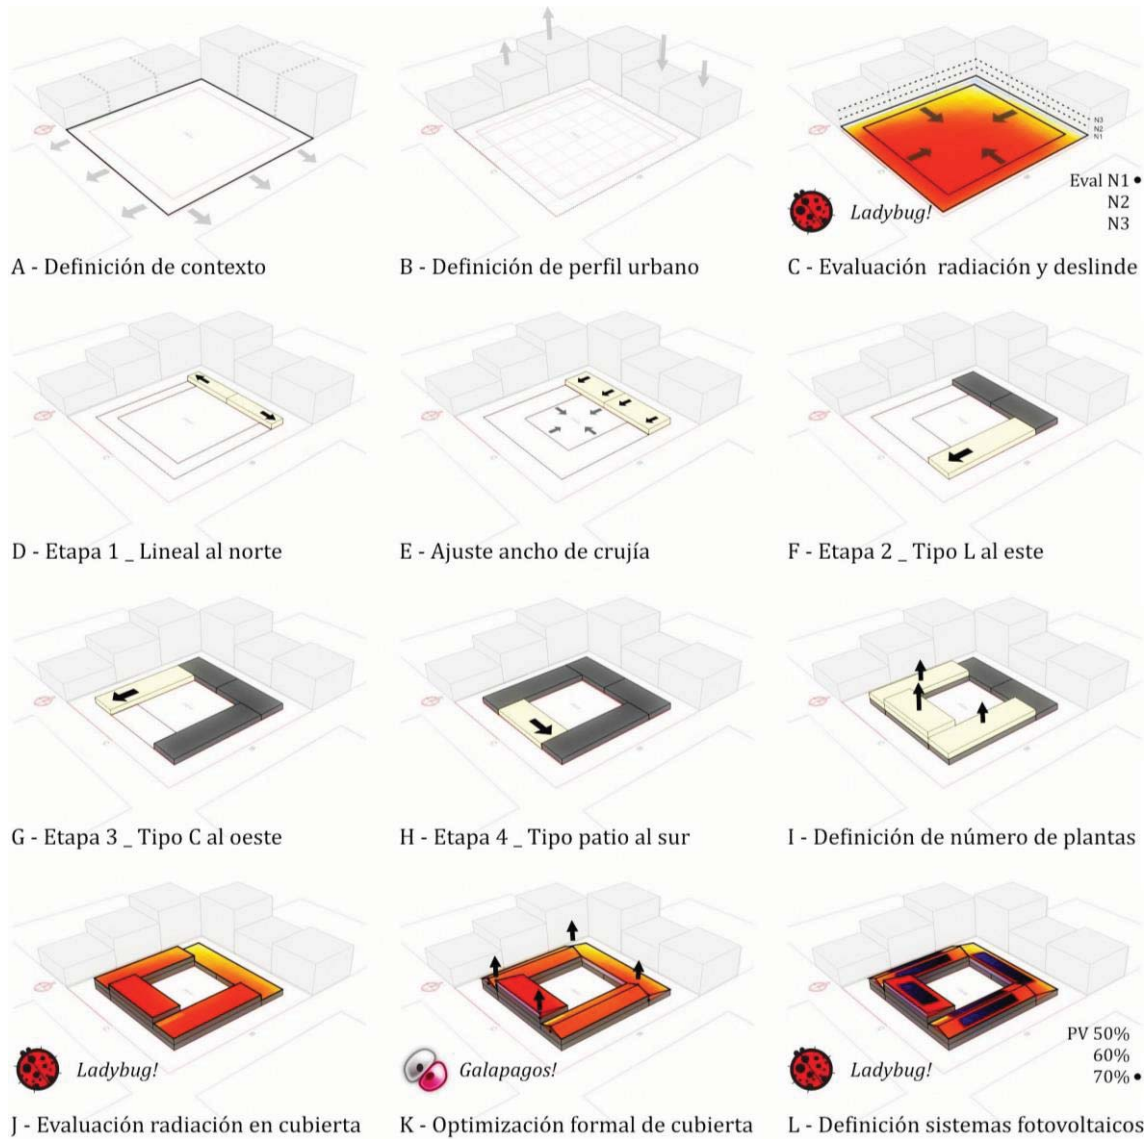 N3
N2
N1
Eval N1 •
N2
N3
Ladybug!
A - Definición de contexto
B - Definición de perfil urbano
C - Evaluación radiación y deslinde
D - Etapa 1 _ Lineal al norte
E - Ajuste ancho de crujía
F - Etapa 2 _ Tipo L al este
G - Etapa 3 _ Tipo C al oeste
H - Etapa 4 _ Tipo patio al sur
I - Definición de número de plantas
Ladybug!
Galapagos!
Ladybug!
PV 50%
60%
70% •
J - Evaluación radiación en cubierta
K - Optimización formal de cubierta
L - Definición sistemas fotovoltaicos